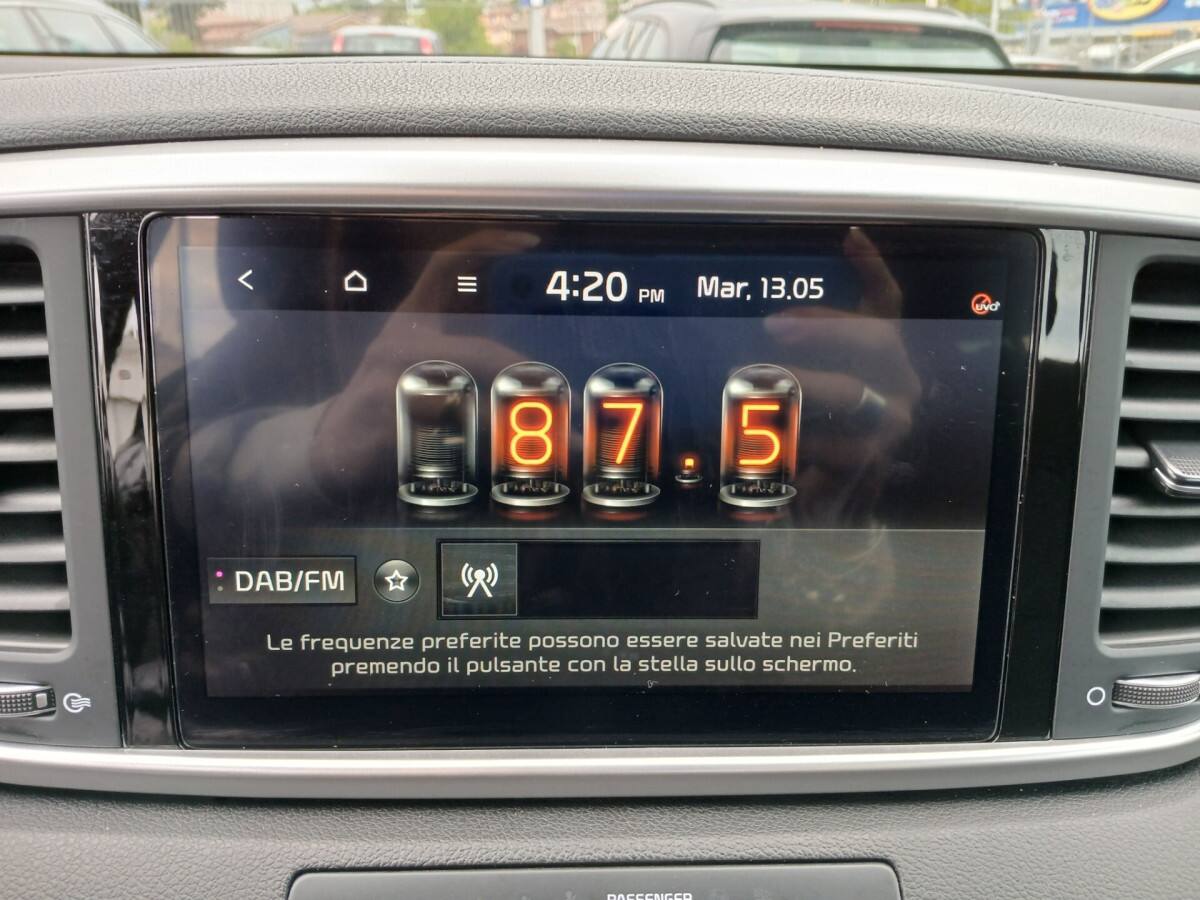 4:20 PM Mar, 13.05
UVO
87.5
DAB/FM
Le frequenze preferite possono essere salvate nei Preferiti
premendo il pulsante con la stella sullo schermo.
PASSENGER